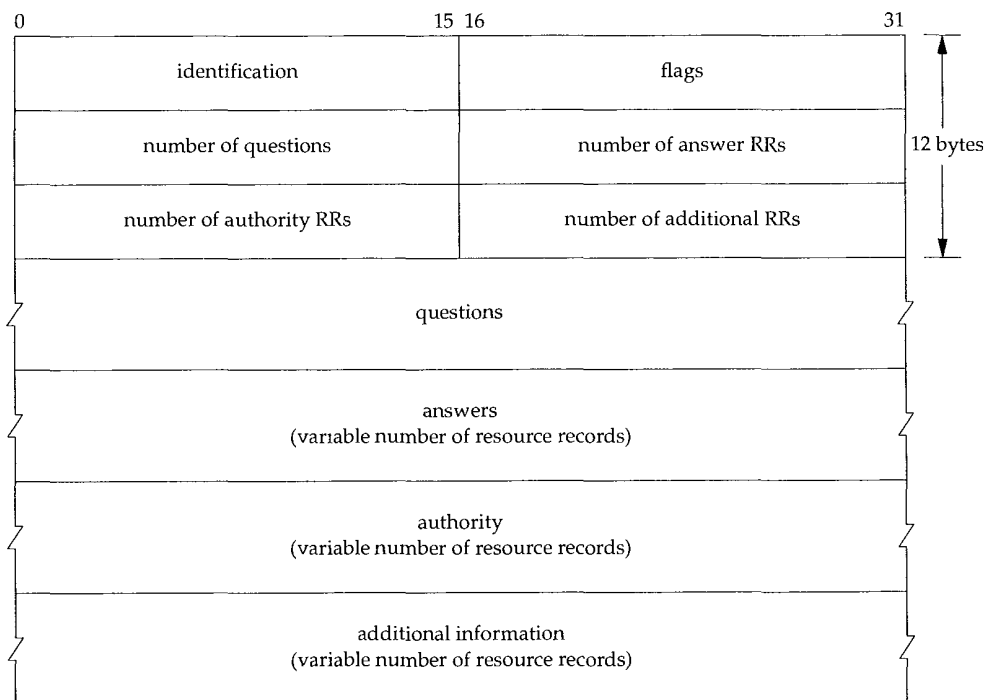 0 15 16 31
identification flags
number of questions number of answer RRs 12 bytes
number of authority RRs number of additional RRs
questions
answers
(variable number of resource records)
authority
(variable number of resource records)
additional information
(variable number of resource records)